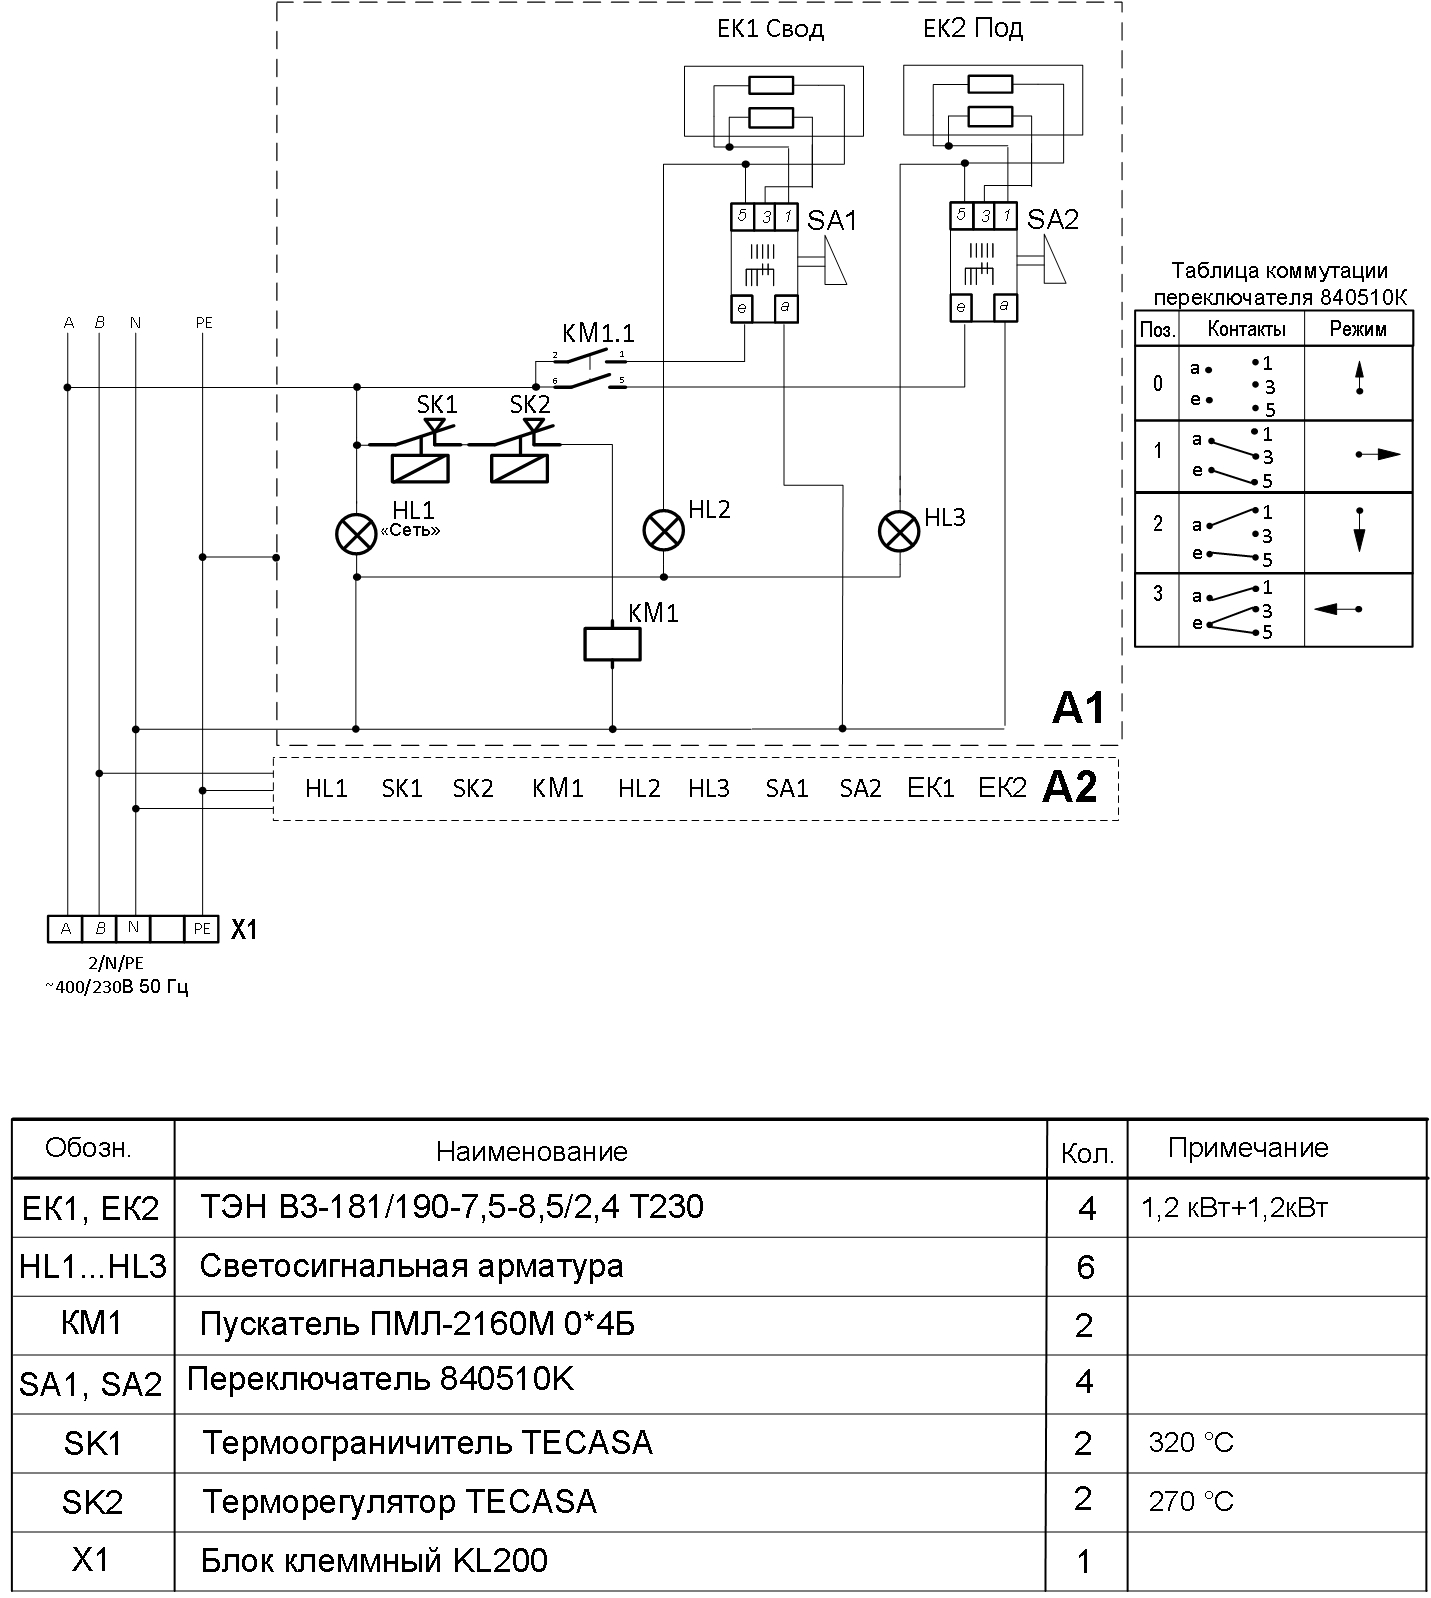 EK1 Свод
EK2 Под
5 3 1
SA1
e a
5 3 1
SA2
e a
Таблица коммутации
переключателя 840510К
Поз. Контакты Режим
0 a e 1 3 5
1 a e 1 3 5
2 a e 1 3 5
3 a e 1 3 5
A B N PE
KM1.1
2 1
6 5
SK1 SK2
HL1
«Сеть»
HL2
HL3
KM1
A1
HL1 SK1 SK2 KM1 HL2 HL3 SA1 SA2 EK1 EK2 A2
A B N PE X1
2/N/PE
~400/230В 50 Гц
Обозн. Наименование Кол. Примечание
EK1, EK2 ТЭН В3-181/190-7,5-8,5/2,4 Т230 4 1,2 кВт+1,2кВт
HL1...HL3 Светосигнальная арматура 6
KM1 Пускатель ПМЛ-2160М 0*4Б 2
SA1, SA2 Переключатель 840510K 4
SK1 Термоограничитель TECASA 2 320 °C
SK2 Терморегулятор TECASA 2 270 °C
X1 Блок клеммный KL200 1